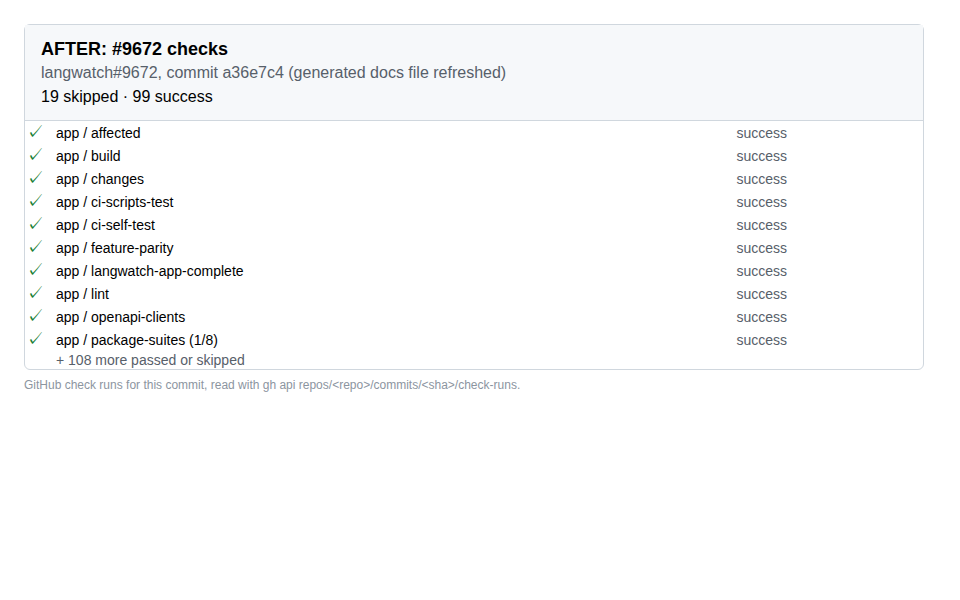 AFTER: #9672 checks
langwatch#9672, commit a36e7c4 (generated docs file refreshed)
19 skipped · 99 success
✓ app / affected success
✓ app / build success
✓ app / changes success
✓ app / ci-scripts-test success
✓ app / ci-self-test success
✓ app / feature-parity success
✓ app / langwatch-app-complete success
✓ app / lint success
✓ app / openapi-clients success
✓ app / package-suites (1/8) success
+ 108 more passed or skipped
GitHub check runs for this commit, read with gh api repos/<repo>/commits/<sha>/check-runs.